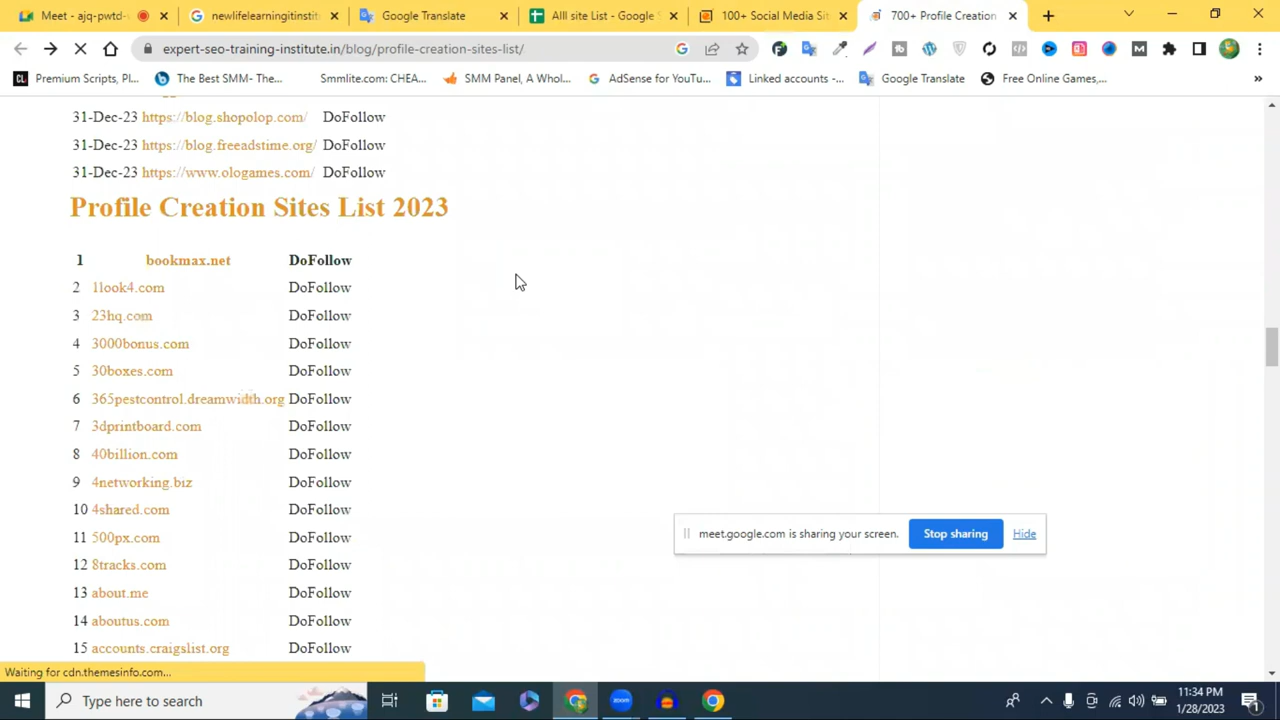 Meet - ajq-pwtd-
newlifelearningitinstit
Google Translate
Alll site List - Google S
100+ Social Media Sit
700+ Profile Creation
expert-seo-training-institute.in/blog/profile-creation-sites-list/
Premium Scripts, Pl...
The Best SMM- The...
Smmlite.com: CHEA...
SMM Panel, A Whol...
AdSense for YouTu...
Linked accounts -...
Google Translate
Free Online Games,...
31-Dec-23 https://blog.shopolop.com/ DoFollow
31-Dec-23 https://blog.freeadstime.org/ DoFollow
31-Dec-23 https://www.ologames.com/ DoFollow
Profile Creation Sites List 2023
1 bookmax.net DoFollow
2 1look4.com DoFollow
3 23hq.com DoFollow
4 3000bonus.com DoFollow
5 30boxes.com DoFollow
6 365pestcontrol.dreamwidth.org DoFollow
7 3dprintboard.com DoFollow
8 40billion.com DoFollow
9 4networking.biz DoFollow
10 4shared.com DoFollow
11 500px.com DoFollow
12 8tracks.com DoFollow
13 about.me DoFollow
14 aboutus.com DoFollow
15 accounts.craigslist.org DoFollow
meet.google.com is sharing your screen. Stop sharing Hide
Waiting for cdn.themesinfo.com...
Type here to search
zoom
11:34 PM
1/28/2023